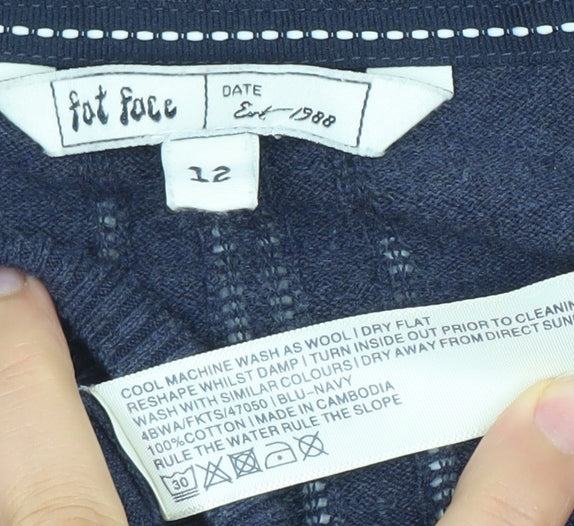 fat face
DATE
Est 1988
12
COOL MACHINE WASH AS WOOL | DRY FLAT
RESHAPE WHILST DAMP | TURN INSIDE OUT PRIOR TO CLEANIN
WASH WITH SIMILAR COLOURS | DRY AWAY FROM DIRECT SUN
4BWA/FKTS/47050 | BLU-NAVY
100%COTTON | MADE IN CAMBODIA
RULE THE WATER RULE THE SLOPE
30